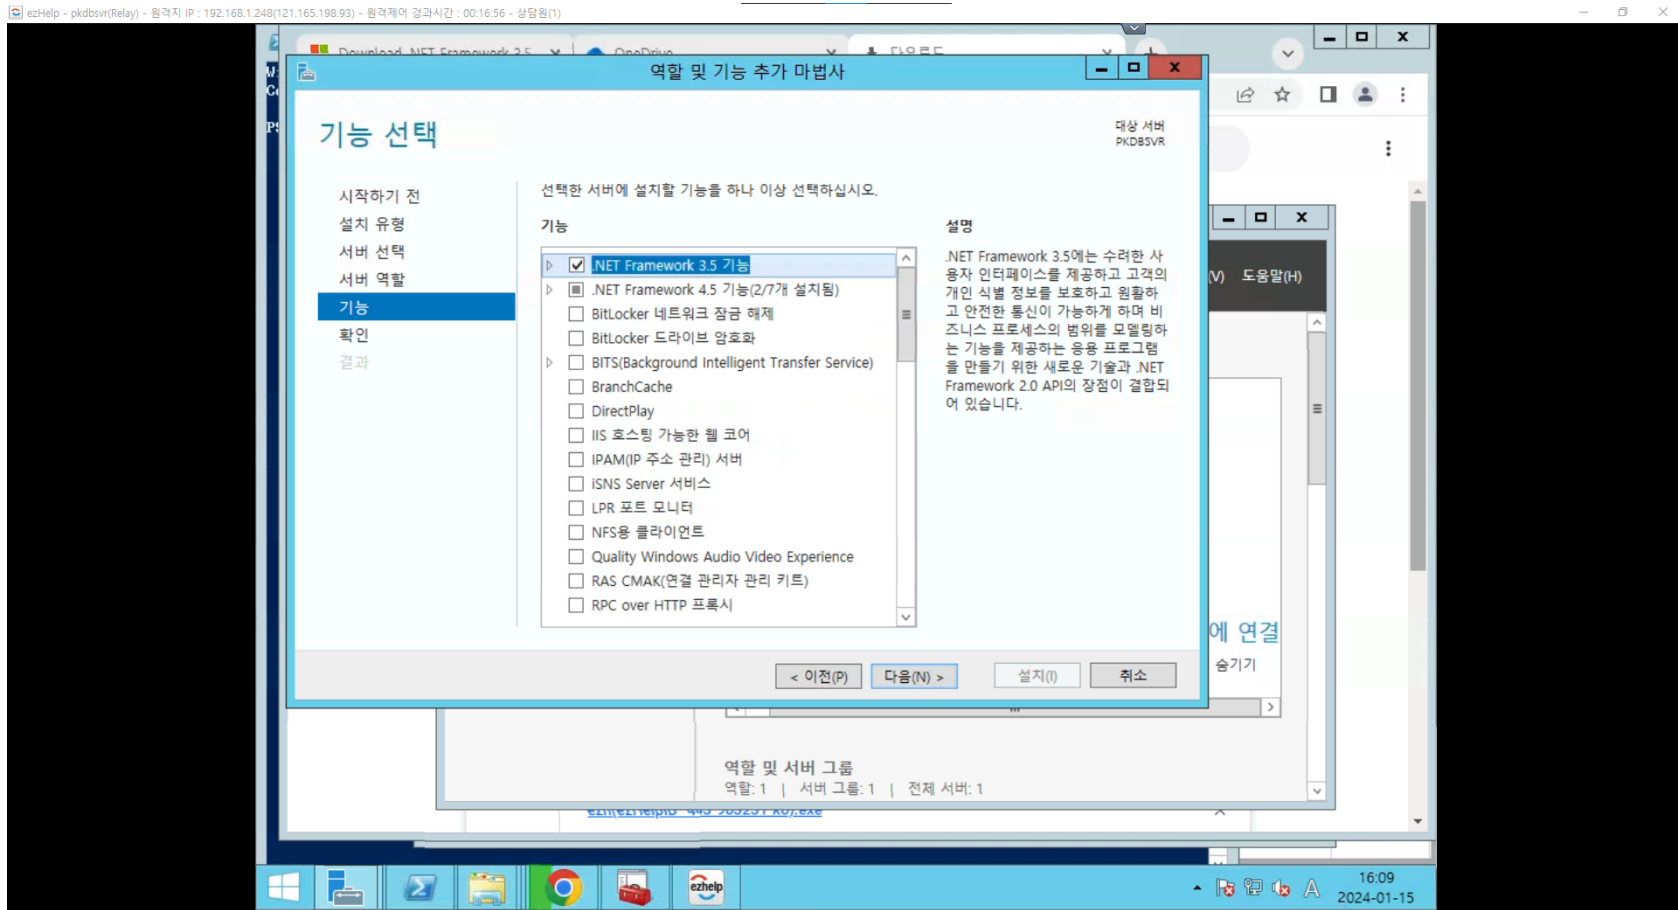 ezHelp - pkdbsvr(Relay) - 원격지 IP : 192.168.1.248(121.165.198.93) - 원격제어 경과시간 : 00:16:56 - 상담원(1)
Download .NET Framework 3.5
OneDrive
다운로드
역할 및 기능 추가 마법사
기능 선택
대상 서버
PKDBSVR
시작하기 전
설치 유형
서버 선택
서버 역할
기능
확인
결과
선택한 서버에 설치할 기능을 하나 이상 선택하십시오.
기능
.NET Framework 3.5 기능
.NET Framework 4.5 기능(2/7개 설치됨)
BitLocker 네트워크 잠금 해제
BitLocker 드라이브 암호화
BITS(Background Intelligent Transfer Service)
BranchCache
DirectPlay
IIS 호스팅 가능한 웹 코어
IPAM(IP 주소 관리) 서버
iSNS Server 서비스
LPR 포트 모니터
NFS용 클라이언트
Quality Windows Audio Video Experience
RAS CMAK(연결 관리자 관리 키트)
RPC over HTTP 프록시
설명
.NET Framework 3.5에는 수려한 사
용자 인터페이스를 제공하고 고객의
개인 식별 정보를 보호하고 원활하
고 안전한 통신이 가능하게 하며 비
즈니스 프로세스의 범위를 모델링하
는 기능을 제공하는 응용 프로그램
을 만들기 위한 새로운 기술과 .NET
Framework 2.0 API의 장점이 결합되
어 있습니다.
< 이전(P)
다음(N) >
설치(I)
취소
(V) 도움말(H)
에 연결
숨기기
역할 및 서버 그룹
역할: 1 | 서버 그룹: 1 | 전체 서버: 1
ezhelp
A
16:09
2024-01-15